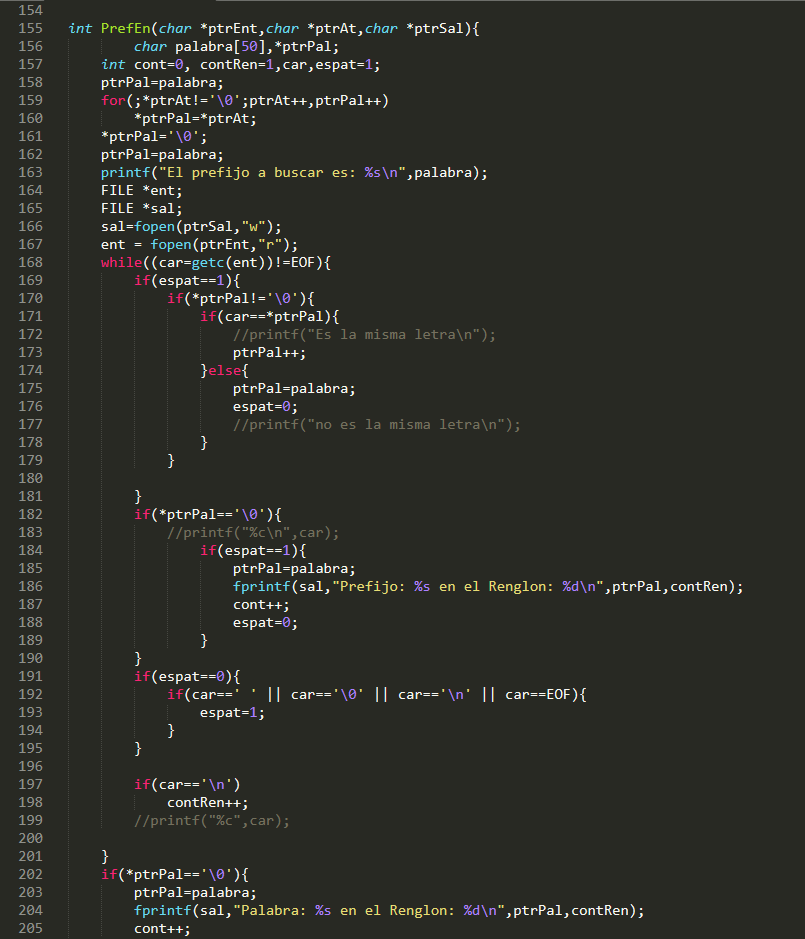 154
155 int PrefEn(char *ptrEnt,char *ptrAt,char *ptrSal){
156 char palabra[50],*ptrPal;
157 int cont=0, contRen=1,car,espat=1;
158 ptrPal=palabra;
159 for(;*ptrAt!='\0';ptrAt++,ptrPal++)
160 *ptrPal=*ptrAt;
161 *ptrPal='\0';
162 ptrPal=palabra;
163 printf("El prefijo a buscar es: %s\n",palabra);
164 FILE *ent;
165 FILE *sal;
166 sal=fopen(ptrSal,"w");
167 ent = fopen(ptrEnt,"r");
168 while((car=getc(ent))!=EOF){
169 if(espat==1){
170 if(*ptrPal!='\0'){
171 if(car==*ptrPal){
172 //printf("Es la misma letra\n");
173 ptrPal++;
174 }else{
175 ptrPal=palabra;
176 espat=0;
177 //printf("no es la misma letra\n");
178 }
179 }
180
181 }
182 if(*ptrPal=='\0'){
183 //printf("%c\n",car);
184 if(espat==1){
185 ptrPal=palabra;
186 fprintf(sal,"Prefijo: %s en el Renglon: %d\n",ptrPal,contRen);
187 cont++;
188 espat=0;
189 }
190 }
191 if(espat==0){
192 if(car==' ' || car=='\0' || car=='\n' || car==EOF){
193 espat=1;
194 }
195 }
196
197 if(car=='\n')
198 contRen++;
199 //printf("%c",car);
200
201 }
202 if(*ptrPal=='\0'){
203 ptrPal=palabra;
204 fprintf(sal,"Palabra: %s en el Renglon: %d\n",ptrPal,contRen);
205 cont++;